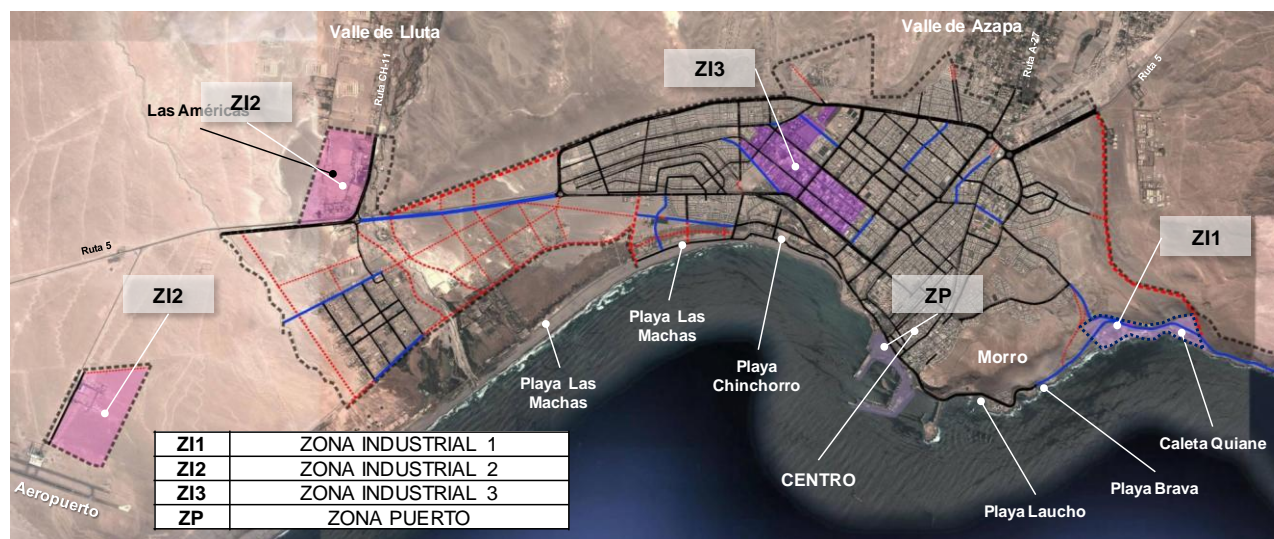 Valle de Lluta
Valle de Azapa
Ruta CH-11
Ruta A-27
Ruta 5
ZI3
ZI2
Las Américas
ZI1
Ruta 5
ZI2
ZP
Playa Las
Machas
Playa
Chinchorro
Morro
Playa Las
Machas
Caleta Quiane
CENTRO
Playa Brava
Playa Laucho
Aeropuerto
ZI1 ZONA INDUSTRIAL 1
ZI2 ZONA INDUSTRIAL 2
ZI3 ZONA INDUSTRIAL 3
ZP ZONA PUERTO